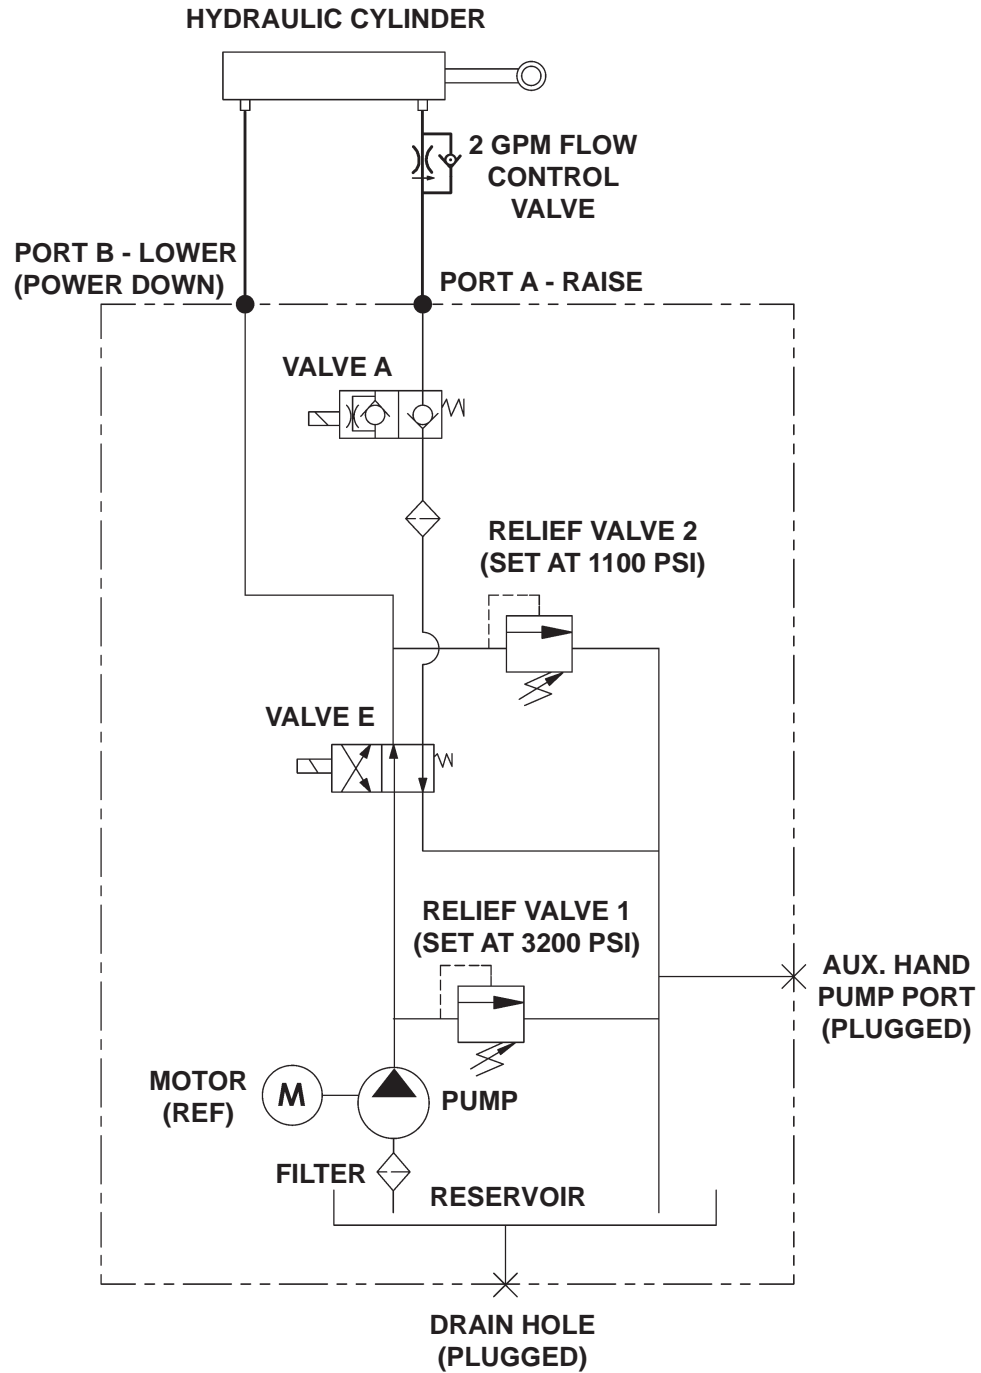 HYDRAULIC CYLINDER
2 GPM FLOW
CONTROL
VALVE
PORT B - LOWER
(POWER DOWN)
PORT A - RAISE
VALVE A
RELIEF VALVE 2
(SET AT 1100 PSI)
VALVE E
RELIEF VALVE 1
(SET AT 3200 PSI)
AUX. HAND
PUMP PORT
(PLUGGED)
MOTOR
(REF)
M
PUMP
FILTER
RESERVOIR
DRAIN HOLE
(PLUGGED)